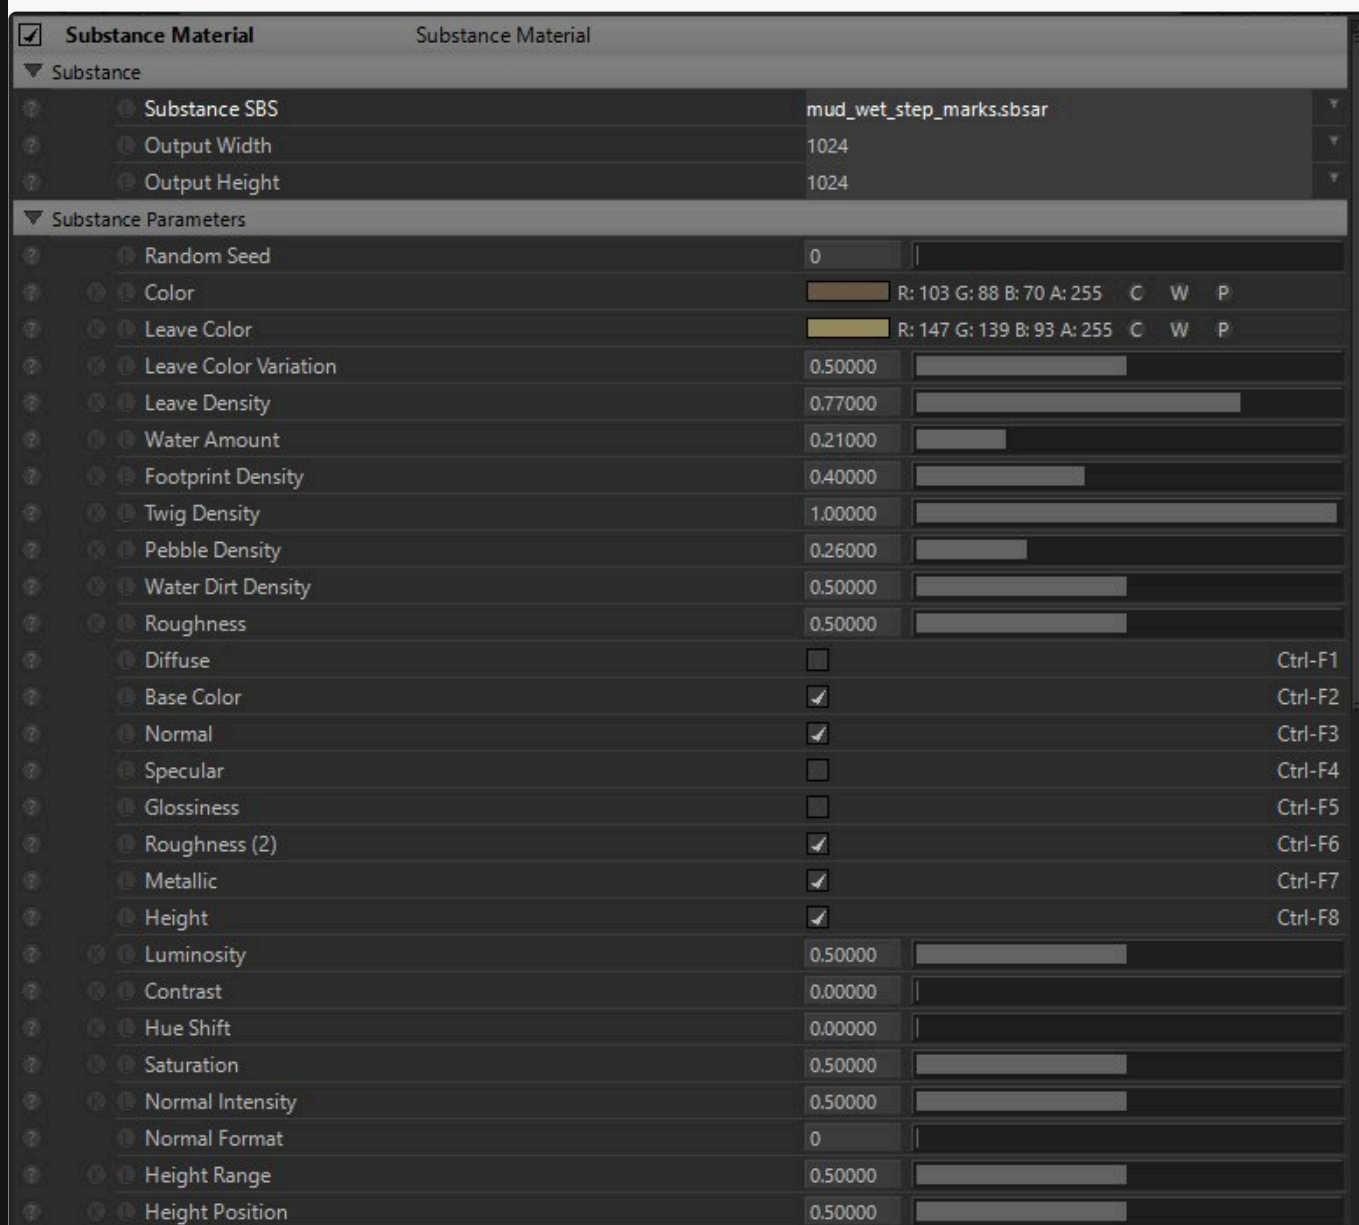 Substance Material Substance Material
Substance
Substance SBS mud_wet_step_marks.sbsar
Output Width 1024
Output Height 1024
Substance Parameters
Random Seed 0
Color R: 103 G: 88 B: 70 A: 255 C W P
Leave Color R: 147 G: 139 B: 93 A: 255 C W P
Leave Color Variation 0.50000
Leave Density 0.77000
Water Amount 0.21000
Footprint Density 0.40000
Twig Density 1.00000
Pebble Density 0.26000
Water Dirt Density 0.50000
Roughness 0.50000
Diffuse Ctrl-F1
Base Color Ctrl-F2
Normal Ctrl-F3
Specular Ctrl-F4
Glossiness Ctrl-F5
Roughness (2) Ctrl-F6
Metallic Ctrl-F7
Height Ctrl-F8
Luminosity 0.50000
Contrast 0.00000
Hue Shift 0.00000
Saturation 0.50000
Normal Intensity 0.50000
Normal Format 0
Height Range 0.50000
Height Position 0.50000